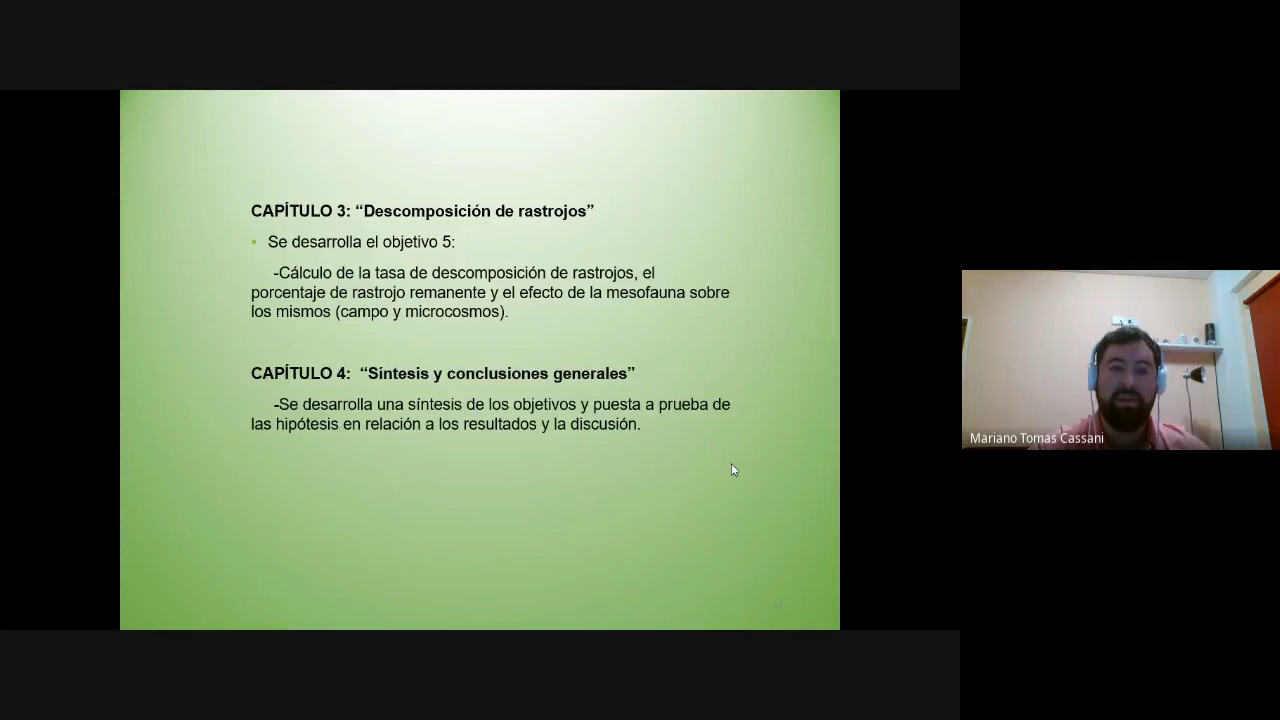 CAPÍTULO 3: “Descomposición de rastrojos”
Se desarrolla el objetivo 5:
-Cálculo de la tasa de descomposición de rastrojos, el
porcentaje de rastrojo remanente y el efecto de la mesofauna sobre
los mismos (campo y microcosmos).
CAPÍTULO 4: “Sintesis y conclusiones generales”
-Se desarrolla una síntesis de los objetivos y puesta a prueba de
las hipótesis en relación a los resultados y la discusión.
Mariano Tomas Cassani